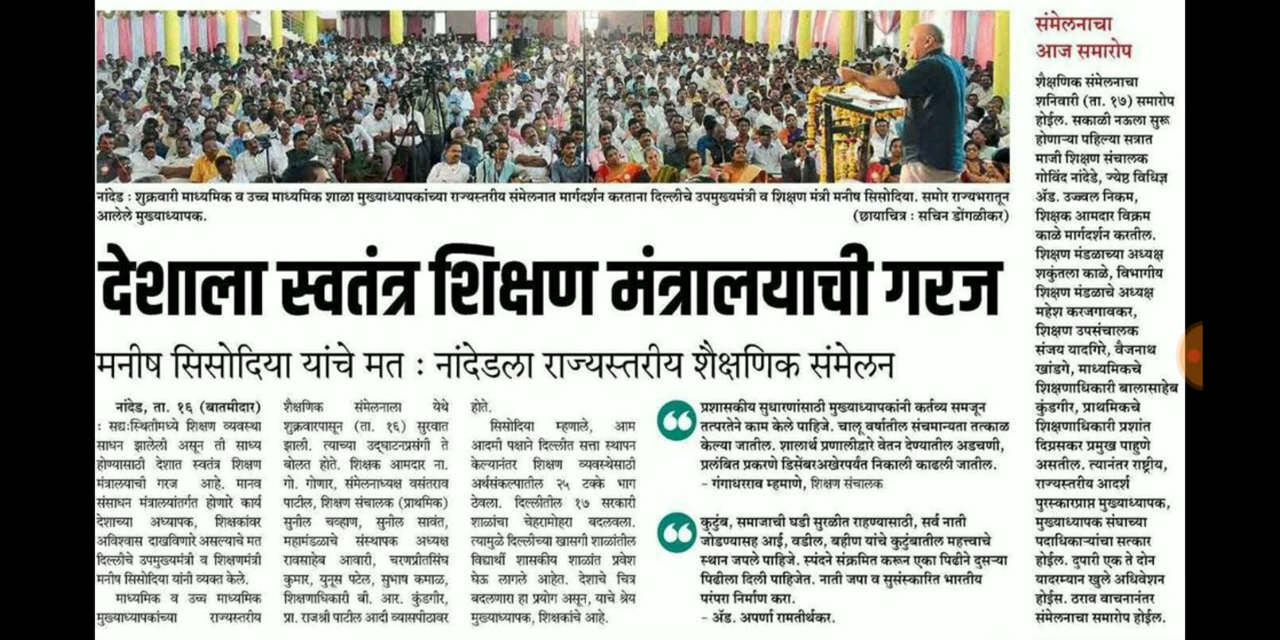 नांदेड : शुक्रवारी माध्यमिक व उच्च माध्यमिक शाळा मुख्याध्यापकांच्या राज्यस्तरीय संमेलनात मार्गदर्शन करताना दिल्लीचे उपमुख्यमंत्री व शिक्षण मंत्री मनीष सिसोदिया. समोर राज्यभरातून
आलेले मुख्याध्यापक. (छायाचित्र : सचिन डोंगळीकर)
देशाला स्वतंत्र शिक्षण मंत्रालयाची गरज
मनीष सिसोदिया यांचे मत : नांदेडला राज्यस्तरीय शैक्षणिक संमेलन
नांदेड, ता. १६ (बातमीदार)
: सद्यःस्थितीमध्ये शिक्षण व्यवस्था
साधन झालेली असून ती साध्य
होण्यासाठी देशात स्वतंत्र शिक्षण
मंत्रालयाची गरज आहे. मानव
संसाधन मंत्रालयांतर्गत होणारे कार्य
देशाच्या अध्यापक, शिक्षकांवर
अविश्वास दाखविणारे असल्याचे मत
दिल्लीचे उपमुख्यमंत्री व शिक्षणमंत्री
मनीष सिसोदिया यांनी व्यक्त केले.
माध्यमिक व उच्च माध्यमिक
मुख्याध्यापकांच्या राज्यस्तरीय
शैक्षणिक संमेलनाला येथे
शुक्रवारपासून (ता. १६) सुरवात
झाली. त्याच्या उद्‌घाटनप्रसंगी ते
बोलत होते. शिक्षक आमदार ना.
गो. गोणार, संमेलनाध्यक्ष वसंतराव
पाटील, शिक्षण संचालक (प्राथमिक)
सुनील चव्हाण, सुनील सावंत,
महामंडळाचे संस्थापक अध्यक्ष
रावसाहेब आवारी, चरणप्रीतसिंघ
कुमार, युनूस पटेल, सुभाष कमाळ,
शिक्षणाधिकारी बी. आर. कुंडगीर,
प्रा. राजश्री पाटील आदी व्यासपीठावर
होते.
सिसोदिया म्हणाले, आम
आदमी पक्षाने दिल्लीत सत्ता स्थापन
केल्यानंतर शिक्षण व्यवस्थेसाठी
अर्थसंकल्पातील २५ टक्के भाग
ठेवला. दिल्लीतील १७ सरकारी
शाळांचा चेहरामोहरा बदलवला.
त्यामुळे दिल्लीच्या खासगी शाळांतील
विद्यार्थी शासकीय शाळांत प्रवेश
घेऊ लागले आहेत. देशाचे चित्र
बदलणारा हा प्रयोग असून, याचे श्रेय
मुख्याध्यापक, शिक्षकांचे आहे.
प्रशासकीय सुधारणांसाठी मुख्याध्यापकांनी कर्तव्य समजून
तत्परतेने काम केले पाहिजे. चालू वर्षातील संचमान्यता तत्काळ
केल्या जातील. शालार्थ प्रणालीद्वारे वेतन देण्यातील अडचणी,
प्रलंबित प्रकरणे डिसेंबरअखेरपर्यंत निकाली काढली जातील.
- गंगाधरराव म्हमाणे, शिक्षण संचालक
कुटुंब, समाजाची घडी सुरळीत राहण्यासाठी, सर्व नाती
जोडण्यासह आई, वडील, बहीण यांचे कुटुंबातील महत्त्वाचे
स्थान जपले पाहिजे. स्पंदने संक्रमित करून एका पिढीने दुसऱ्या
पिढीला दिली पाहिजेत. नाती जपा व सुसंस्कारित भारतीय
परंपरा निर्माण करा.
- ॲड. अपर्णा रामतीर्थकर.
संमेलनाचा
आज समारोप
शैक्षणिक संमेलनाचा
शनिवारी (ता. १७) समारोप
होईल. सकाळी नऊला सुरू
होणाऱ्या पहिल्या सत्रात
माजी शिक्षण संचालक
गोविंद नांदेडे, ज्येष्ठ विधिज्ञ
ॲड. उज्ज्वल निकम,
शिक्षक आमदार विक्रम
काळे मार्गदर्शन करतील.
शिक्षण मंडळाच्या अध्यक्ष
शकुंतला काळे, विभागीय
शिक्षण मंडळाचे अध्यक्ष
महेश करजगावकर,
शिक्षण उपसंचालक
संजय यादगिरे, वैजनाथ
खांडगे, माध्यमिकचे
शिक्षणाधिकारी बालासाहेब
कुंडगीर, प्राथमिकचे
शिक्षणाधिकारी प्रशांत
दिग्रसकर प्रमुख पाहुणे
असतील. त्यानंतर राष्ट्रीय,
राज्यस्तरीय आदर्श
पुरस्कारप्राप्त मुख्याध्यापक,
मुख्याध्यापक संघाच्या
पदाधिकाऱ्यांचा सत्कार
होईल. दुपारी एक ते दोन
यादरम्यान खुले अधिवेशन
होईस. ठराव वाचनानंतर
संमेलनाचा समारोप होईल.